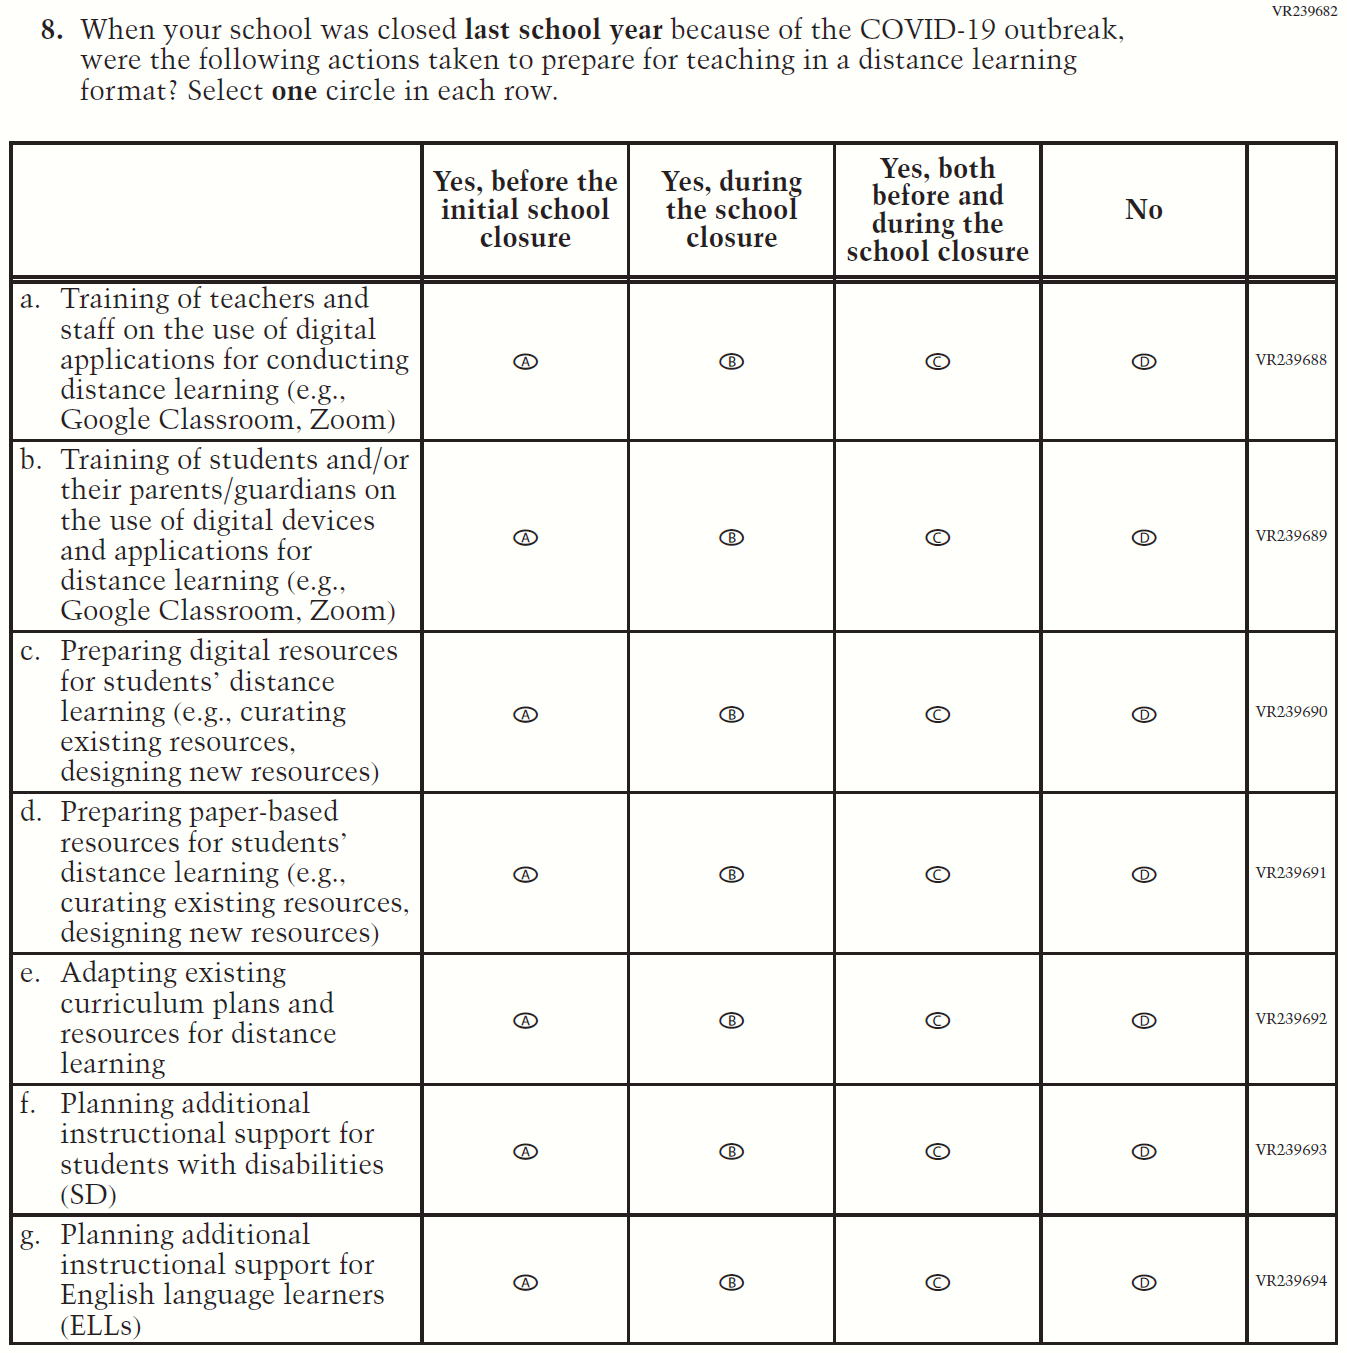 VR239682
8. When your school was closed last school year because of the COVID-19 outbreak,
were the following actions taken to prepare for teaching in a distance learning
format? Select one circle in each row.
Yes, before the
initial school
closure
Yes, during
the school
closure
Yes, both
before and
during the
school closure
No
a. Training of teachers and
staff on the use of digital
applications for conducting
distance learning (e.g.,
Google Classroom, Zoom)
A B C D VR239688
b. Training of students and/or
their parents/guardians on
the use of digital devices
and applications for
distance learning (e.g.,
Google Classroom, Zoom)
A B C D VR239689
c. Preparing digital resources
for students’ distance
learning (e.g., curating
existing resources,
designing new resources)
A B C D VR239690
d. Preparing paper-based
resources for students’
distance learning (e.g.,
curating existing resources,
designing new resources)
A B C D VR239691
e. Adapting existing
curriculum plans and
resources for distance
learning
A B C D VR239692
f. Planning additional
instructional support for
students with disabilities
(SD)
A B C D VR239693
g. Planning additional
instructional support for
English language learners
(ELLs)
A B C D VR239694